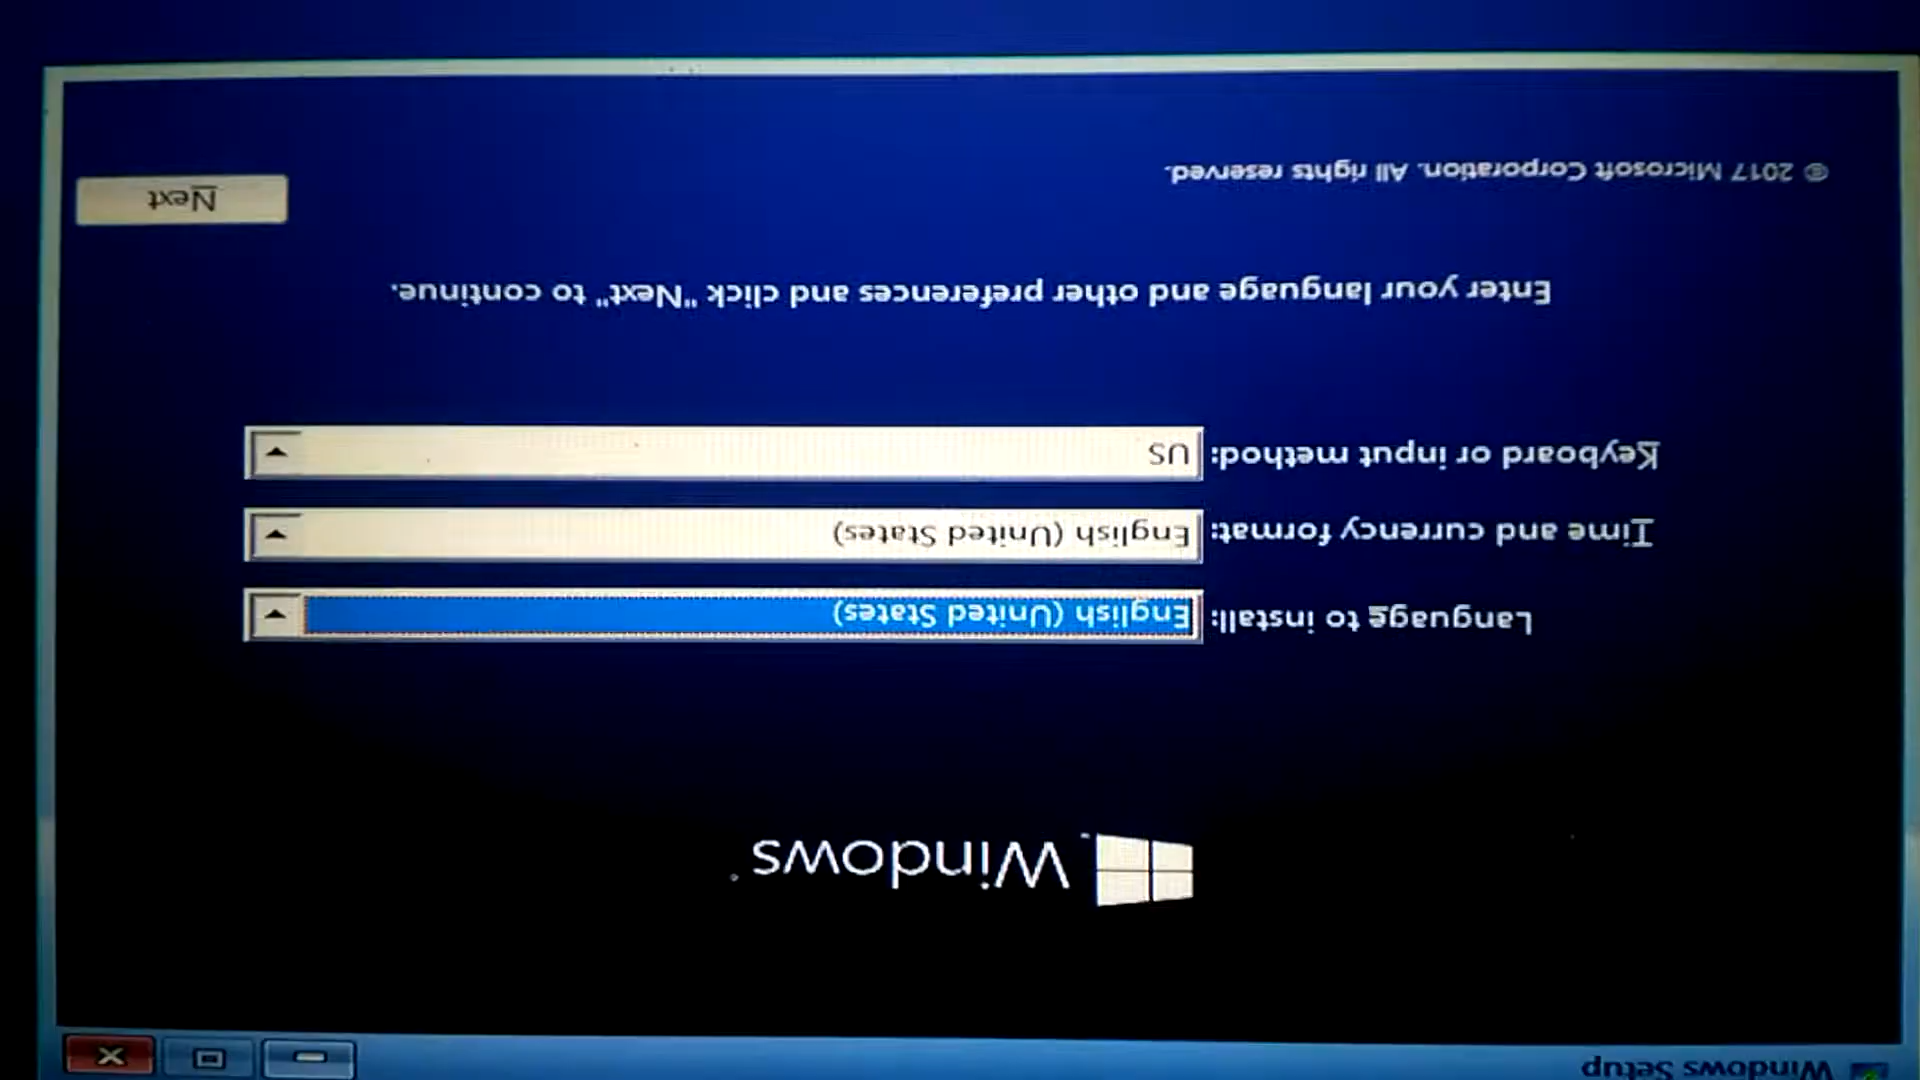 Windows Setup
Windows
Language to install: English (United States)
Time and currency format: English (United States)
Keyboard or input method: US
Enter your language and other preferences and click "Next" to continue.
© 2017 Microsoft Corporation. All rights reserved.
Next